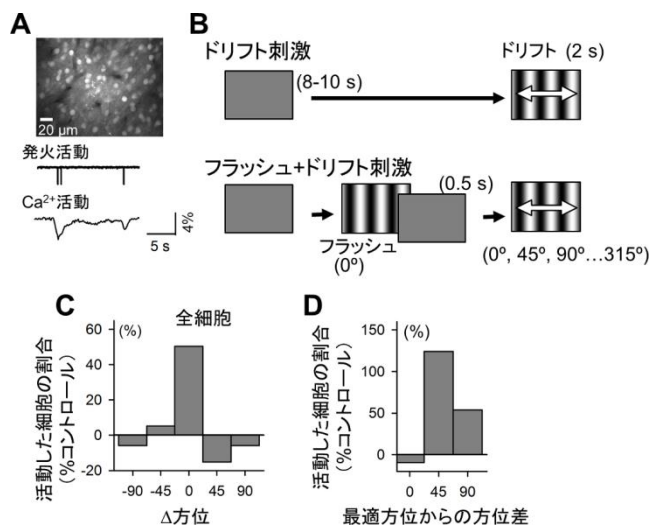 A
20 µm
発火活動
Ca²⁺活動
4%
5 s
B
ドリフト刺激
(8-10 s)
ドリフト (2 s)
フラッシュ+ドリフト刺激
(0.5 s)
フラッシュ
(0º)
(0º, 45º, 90º…315º)
C
全細胞
(%)
活動した細胞の割合
(%コントロール)
60
40
20
0
-20
-90 -45 0 45 90
Δ方位
D
(%)
活動した細胞の割合
(%コントロール)
150
100
50
0
0 45 90
最適方位からの方位差